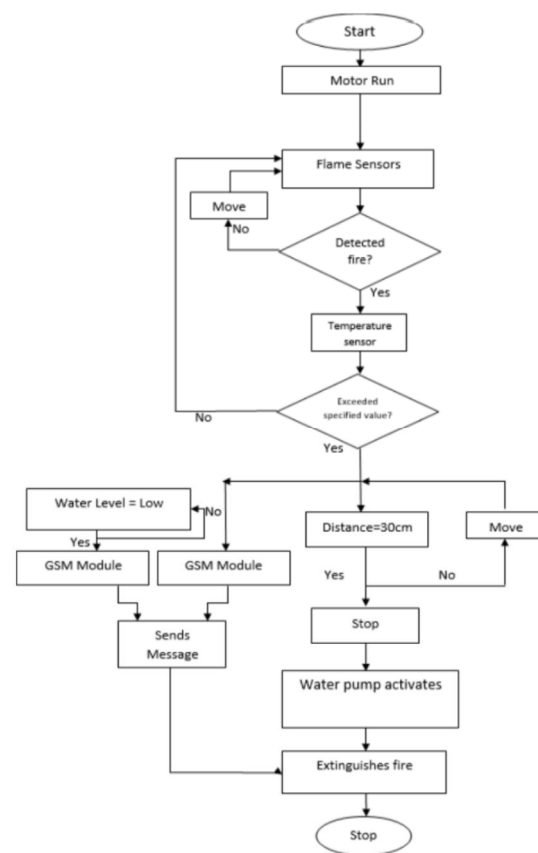 Start
Motor Run
Flame Sensors
Move
No
Detected
fire?
Yes
Temperature
sensor
Exceeded
specified value?
No
Yes
Water Level = Low
No
Distance=30cm
Move
Yes
GSM Module
GSM Module
Yes
No
Stop
Sends
Message
Water pump activates
Extinguishes fire
Stop